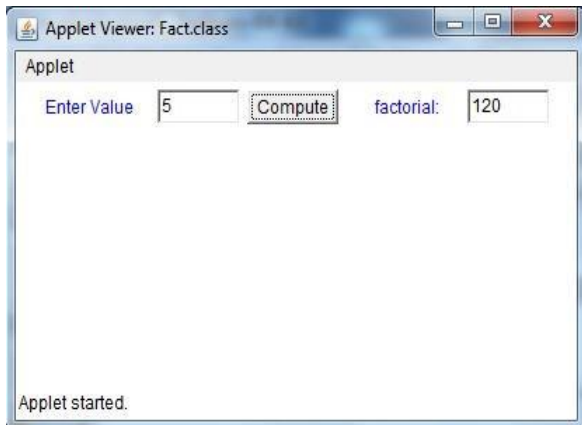 Applet Viewer: Fact.class
Applet
Enter Value 5 Compute factorial: 120
Applet started.